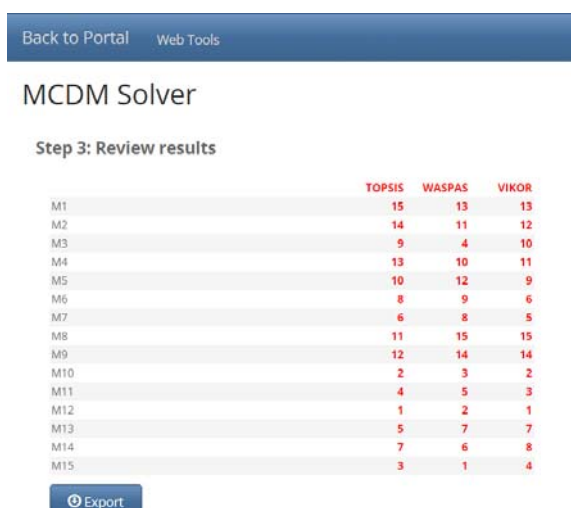 Back to Portal Web Tools
MCDM Solver
Step 3: Review results
TOPSIS WASPAS VIKOR
M1 15 13 13
M2 14 11 12
M3 9 4 10
M4 13 10 11
M5 10 12 9
M6 8 9 6
M7 6 8 5
M8 11 15 15
M9 12 14 14
M10 2 3 2
M11 4 5 3
M12 1 2 1
M13 5 7 7
M14 7 6 8
M15 3 1 4
Export